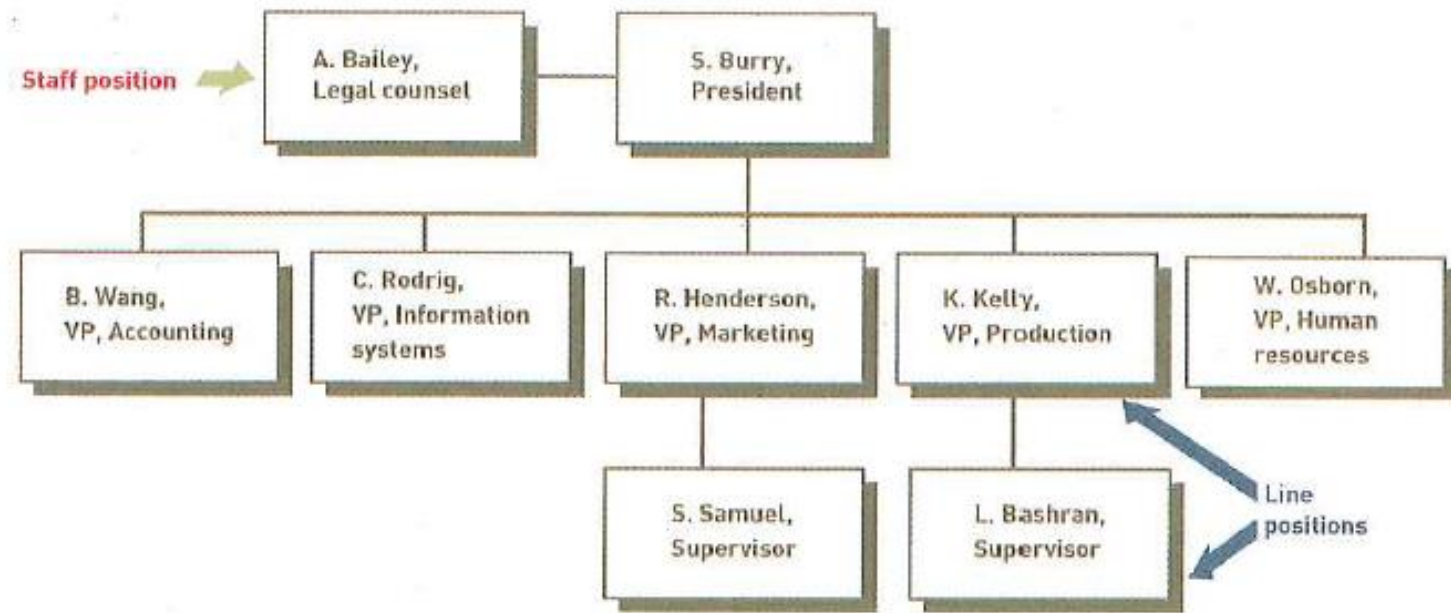 Staff position
A. Bailey,
Legal counsel
S. Burry,
President
B. Wang,
VP, Accounting
C. Rodrig,
VP, Information
systems
R. Henderson,
VP, Marketing
K. Kelly,
VP, Production
W. Osborn,
VP, Human
resources
S. Samuel,
Supervisor
L. Bashran,
Supervisor
Line
positions